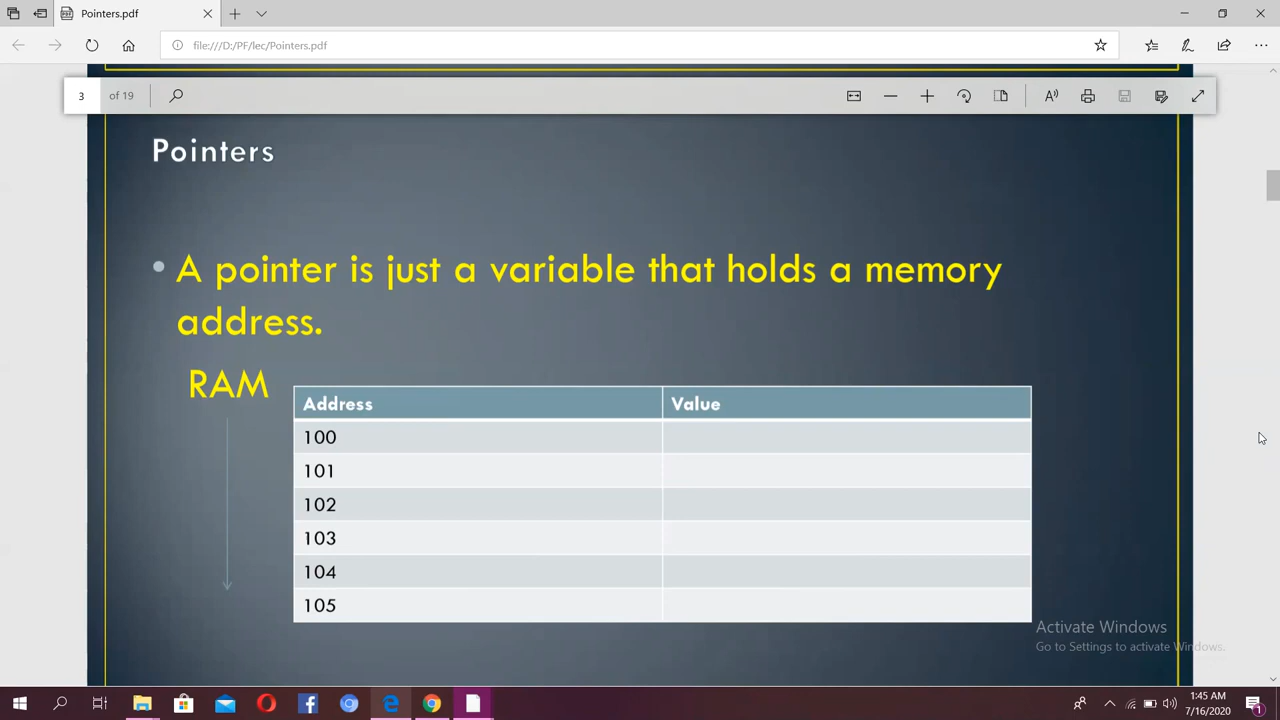 Pointers.pdf
file:///D:/PF/lec/Pointers.pdf
3 of 19
Pointers
• A pointer is just a variable that holds a memory
address.
RAM
Address Value
100
101
102
103
104
105
Activate Windows
Go to Settings to activate Windows.
1:45 AM
7/16/2020
1